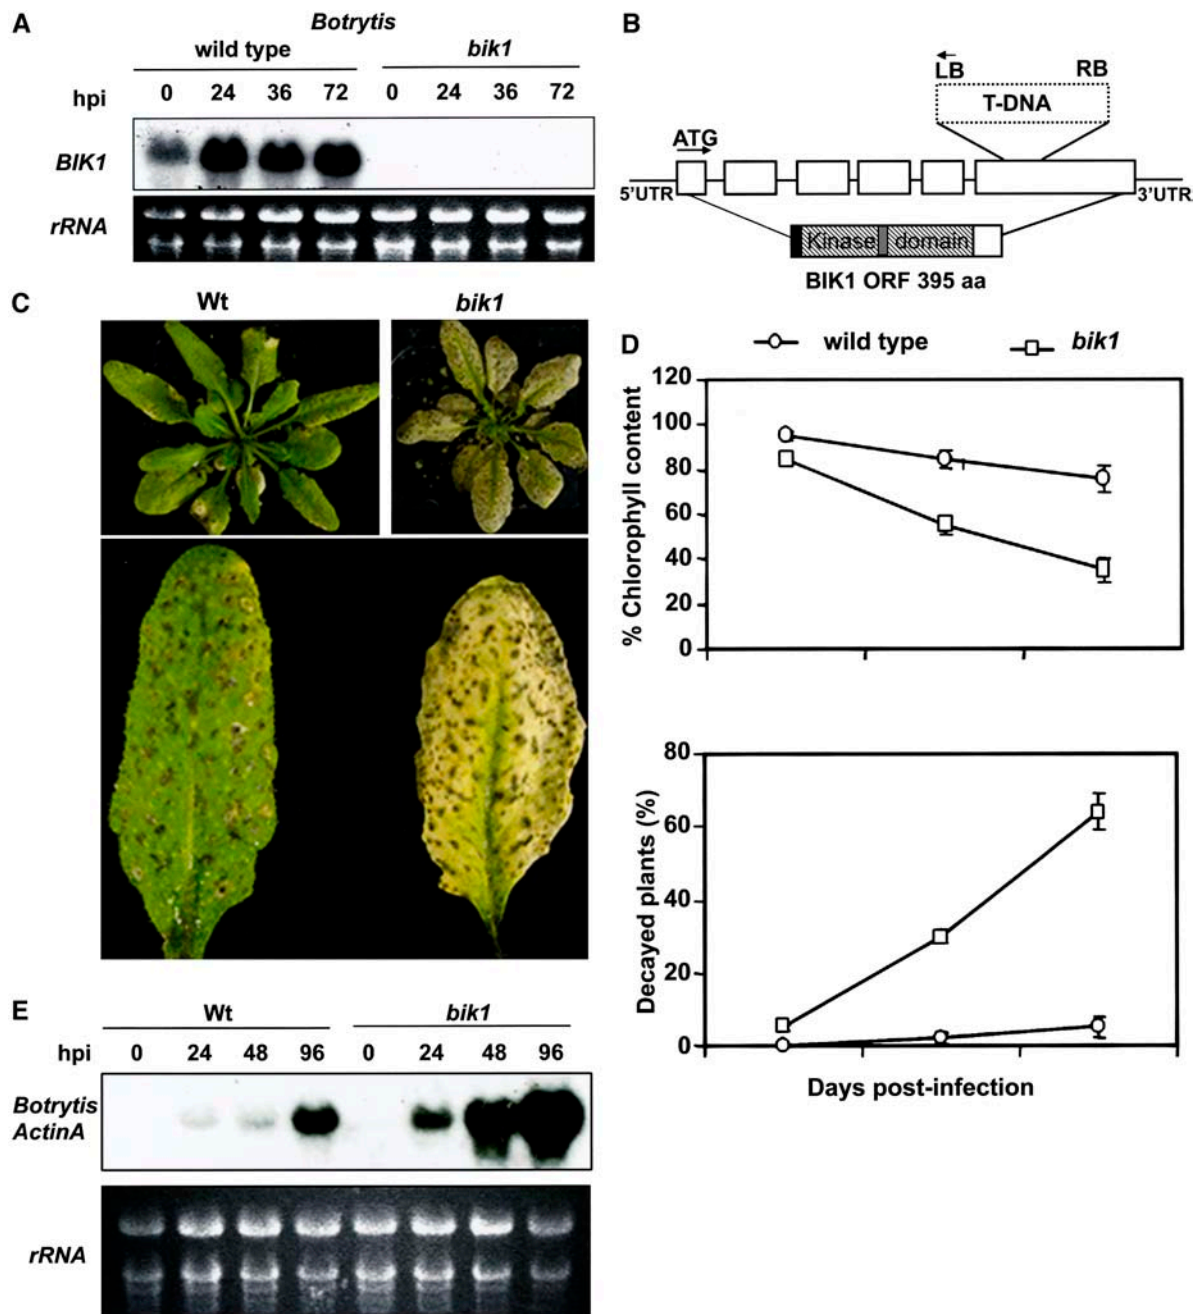 A
Botrytis
wild type bik1
hpi 0 24 36 72 0 24 36 72
BIK1
rRNA
B
LB RB
T-DNA
ATG
5'UTR 3'UTR
Kinase domain
BIK1 ORF 395 aa
C
Wt bik1
D
wild type bik1
% Chlorophyll content
120
100
80
60
40
20
0
Decayed plants (%)
80
60
40
20
0
Days post-infection
E
Wt bik1
hpi 0 24 48 96 0 24 48 96
Botrytis
ActinA
rRNA